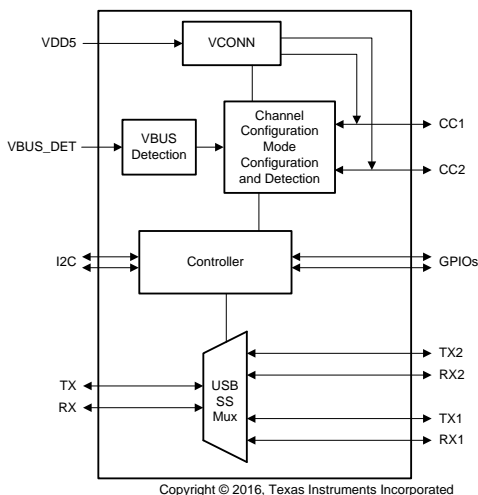 VDD5
VCONN
Channel
Configuration
Mode
Configuration
and Detection
CC1
CC2
VBUS_DET
VBUS
Detection
I2C
Controller
GPIOs
TX
RX
USB
SS
Mux
TX2
RX2
TX1
RX1
Copyright © 2016, Texas Instruments Incorporated